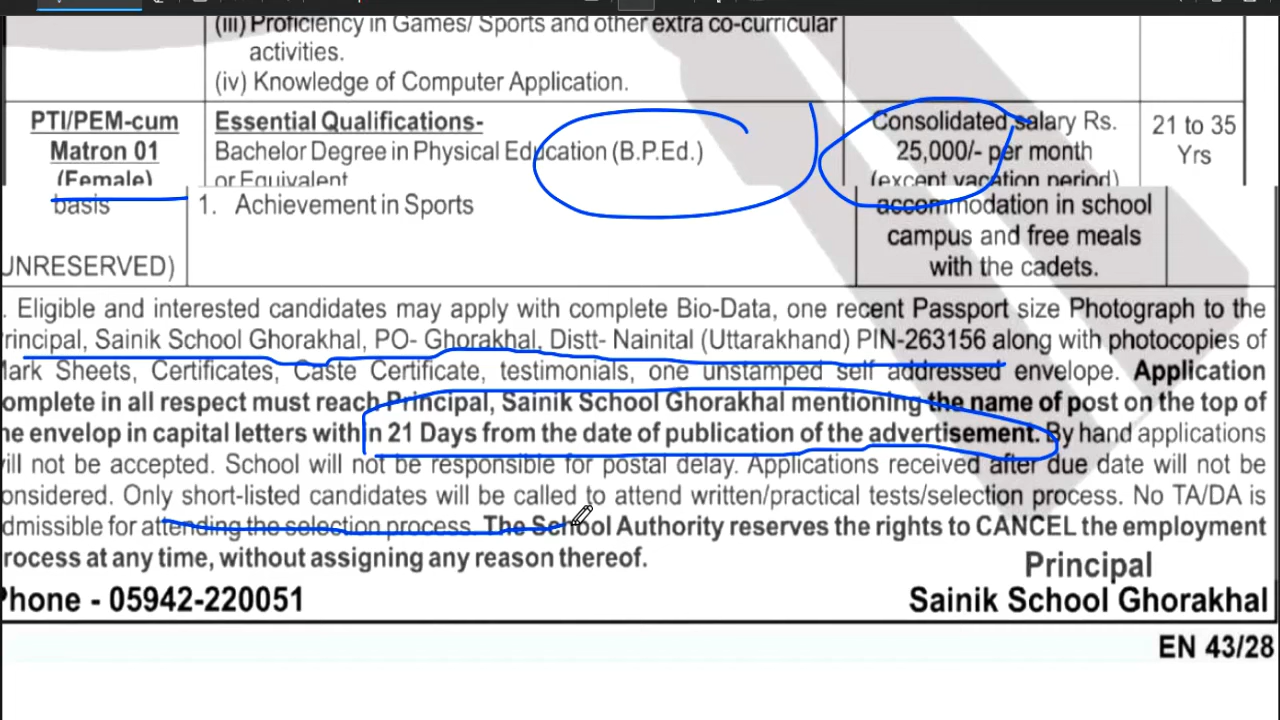 (iii) Proficiency in Games/ Sports and other extra co-curricular
activities.
(iv) Knowledge of Computer Application.
PTI/PEM-cum
Matron 01
(Female)
basis
UNRESERVED)
Essential Qualifications-
Bachelor Degree in Physical Education (B.P.Ed.)
or Equivalent
1. Achievement in Sports
Consolidated salary Rs.
25,000/- per month
(except vacation period)
accommodation in school
campus and free meals
with the cadets.
21 to 35
Yrs
. Eligible and interested candidates may apply with complete Bio-Data, one recent Passport size Photograph to the
rincipal, Sainik School Ghorakhal, PO- Ghorakhal, Distt- Nainital (Uttarakhand) PIN-263156 along with photocopies of
Mark Sheets, Certificates, Caste Certificate, testimonials, one unstamped self addressed envelope. Application
omplete in all respect must reach Principal, Sainik School Ghorakhal mentioning the name of post on the top of
he envelop in capital letters within 21 Days from the date of publication of the advertisement. By hand applications
ill not be accepted. School will not be responsible for postal delay. Applications received after due date will not be
onsidered. Only short-listed candidates will be called to attend written/practical tests/selection process. No TA/DA is
dmissible for attending the selection process. The School Authority reserves the rights to CANCEL the employment
rocess at any time, without assigning any reason thereof.
Phone - 05942-220051
Principal
Sainik School Ghorakhal
EN 43/28